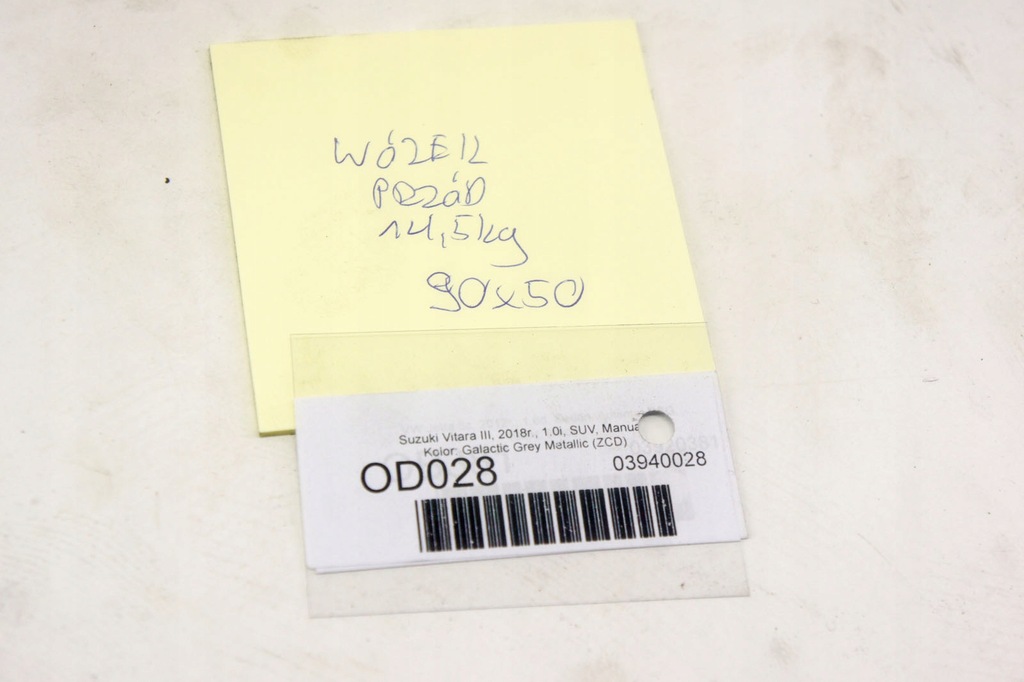 WÓZEK
PRZÓD
14,5kg
90x50
Suzuki Vitara III, 2018r., 1.0i, SUV, Manua
Kolor: Galactic Grey Metallic (ZCD)
OD028
03940028